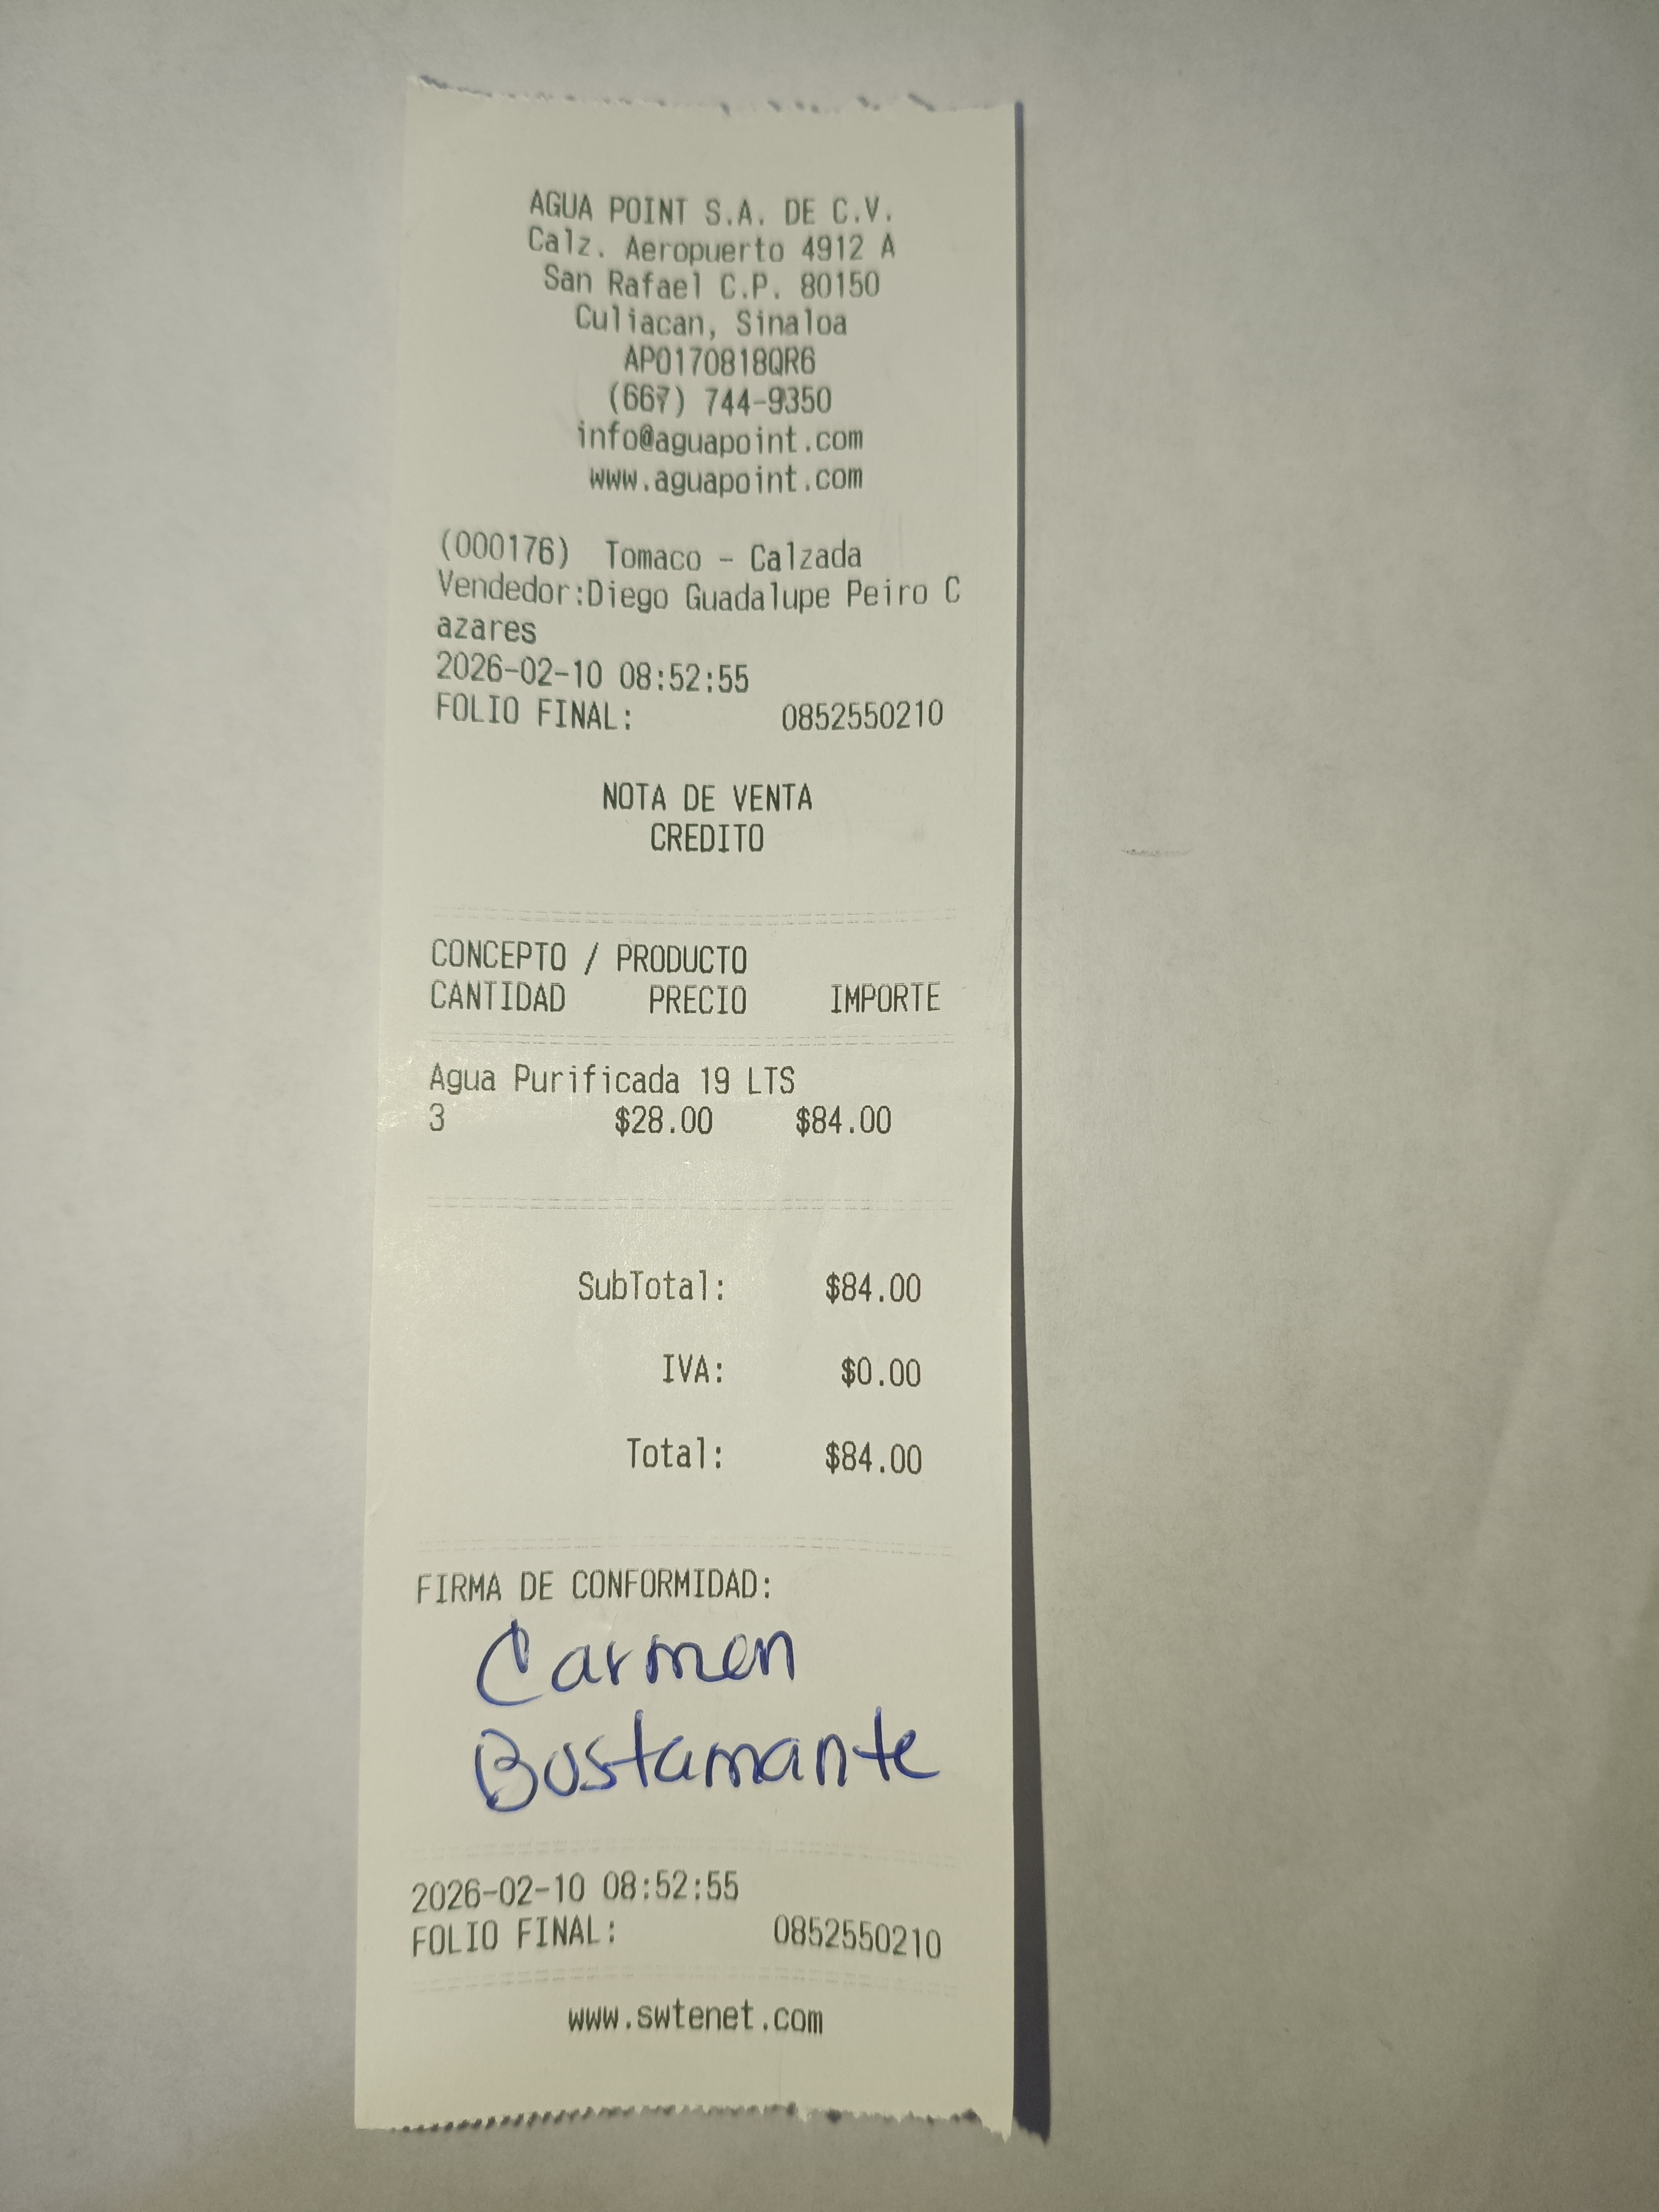 AGUA POINT S.A. DE C.V.
Calz. Aeropuerto 4912 A
San Rafael C.P. 80150
Culiacan, Sinaloa
APO170818QR6
(667) 744-9350
info@aguapoint.com
www.aguapoint.com
(000176) Tomaco - Calzada
Vendedor:Diego Guadalupe Peiro C
azares
2026-02-10 08:52:55
FOLIO FINAL: 0852550210
NOTA DE VENTA
CREDITO
CONCEPTO / PRODUCTO
CANTIDAD PRECIO IMPORTE
Agua Purificada 19 LTS
3 $28.00 $84.00
SubTotal: $84.00
IVA: $0.00
Total: $84.00
FIRMA DE CONFORMIDAD:
Carmen
Bustamante
2026-02-10 08:52:55
FOLIO FINAL: 0852550210
www.swtenet.com